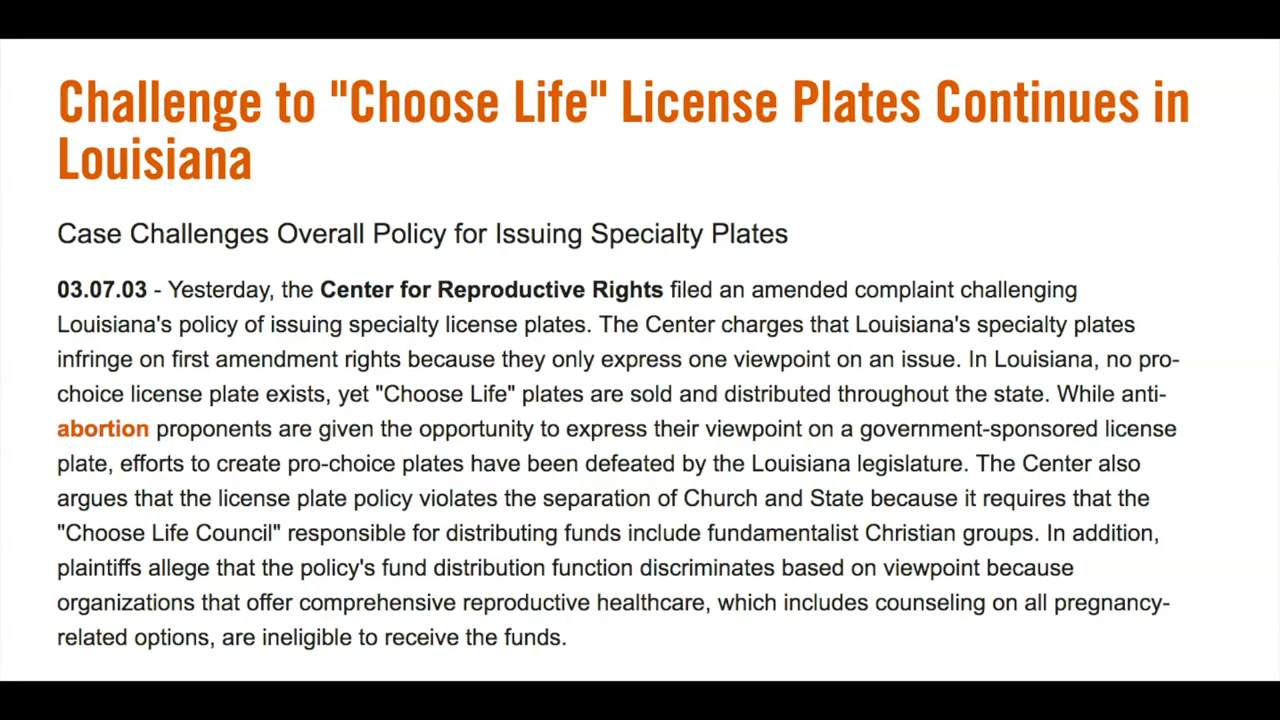 Challenge to "Choose Life" License Plates Continues in
Louisiana
Case Challenges Overall Policy for Issuing Specialty Plates
03.07.03 - Yesterday, the Center for Reproductive Rights filed an amended complaint challenging
Louisiana's policy of issuing specialty license plates. The Center charges that Louisiana's specialty plates
infringe on first amendment rights because they only express one viewpoint on an issue. In Louisiana, no pro-
choice license plate exists, yet "Choose Life" plates are sold and distributed throughout the state. While anti-
abortion proponents are given the opportunity to express their viewpoint on a government-sponsored license
plate, efforts to create pro-choice plates have been defeated by the Louisiana legislature. The Center also
argues that the license plate policy violates the separation of Church and State because it requires that the
"Choose Life Council" responsible for distributing funds include fundamentalist Christian groups. In addition,
plaintiffs allege that the policy's fund distribution function discriminates based on viewpoint because
organizations that offer comprehensive reproductive healthcare, which includes counseling on all pregnancy-
related options, are ineligible to receive the funds.